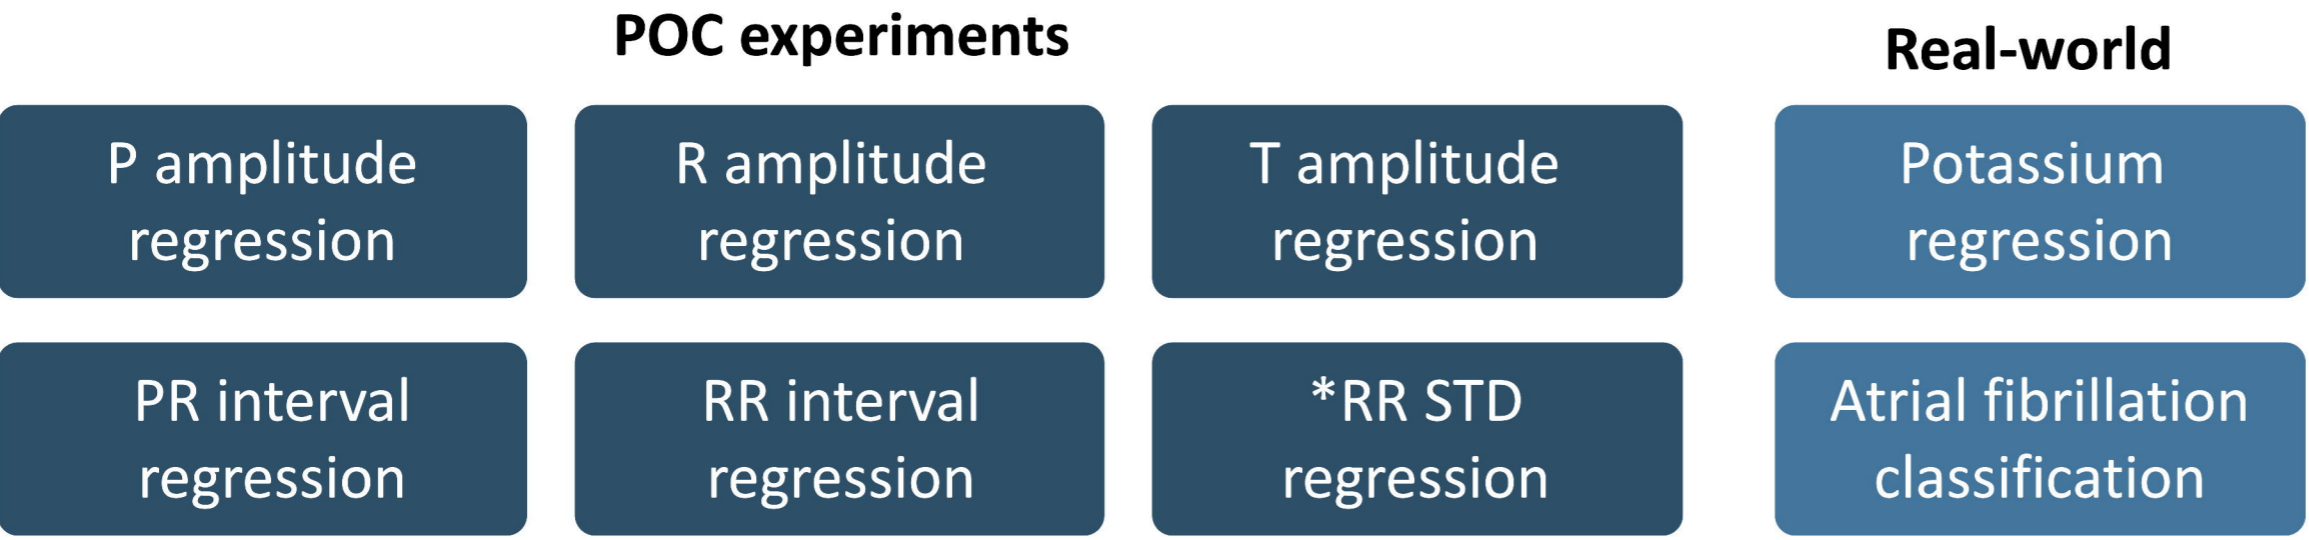 POC experiments
Real-world
P amplitude
regression
R amplitude
regression
T amplitude
regression
Potassium
regression
PR interval
regression
RR interval
regression
*RR STD
regression
Atrial fibrillation
classification